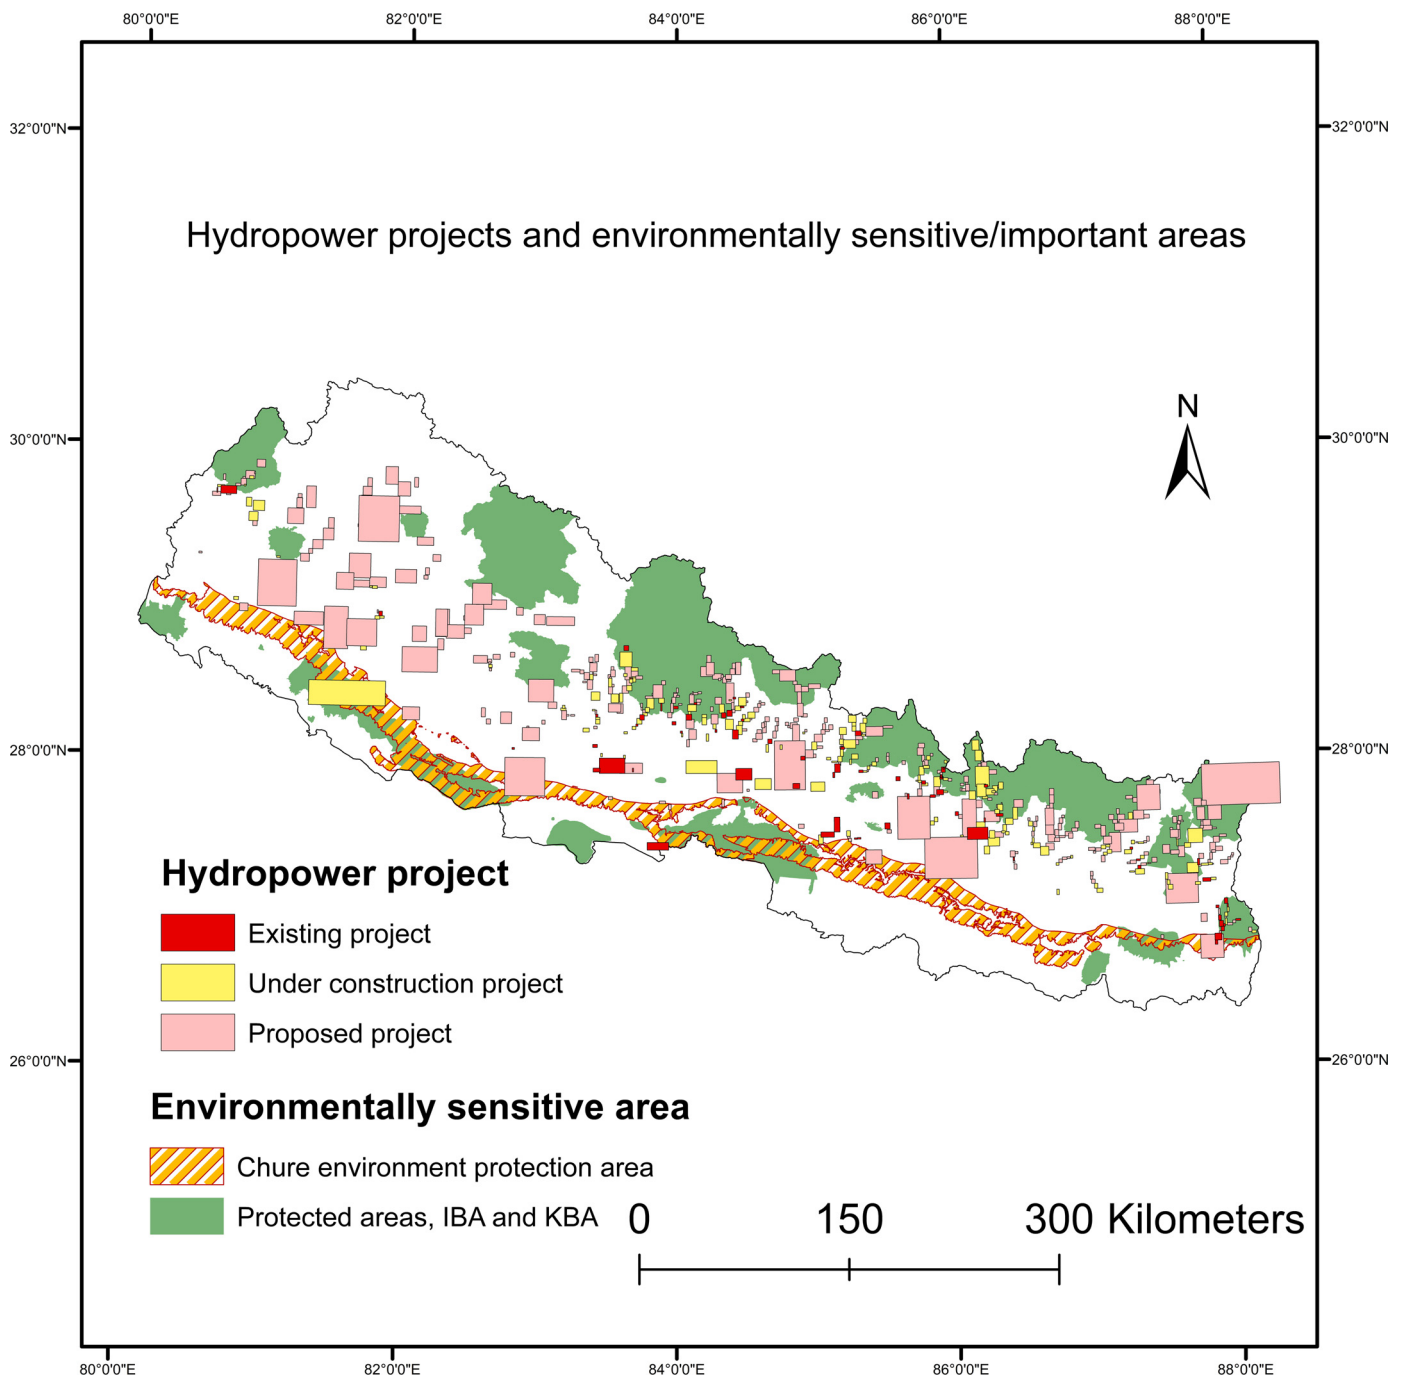 80°0'0"E 82°0'0"E 84°0'0"E 86°0'0"E 88°0'0"E
32°0'0"N 32°0'0"N
Hydropower projects and environmentally sensitive/important areas
N
30°0'0"N 30°0'0"N
28°0'0"N 28°0'0"N
Hydropower project
Existing project
Under construction project
Proposed project
26°0'0"N 26°0'0"N
Environmentally sensitive area
Chure environment protection area
Protected areas, IBA and KBA
0 150 300 Kilometers
80°0'0"E 82°0'0"E 84°0'0"E 86°0'0"E 88°0'0"E